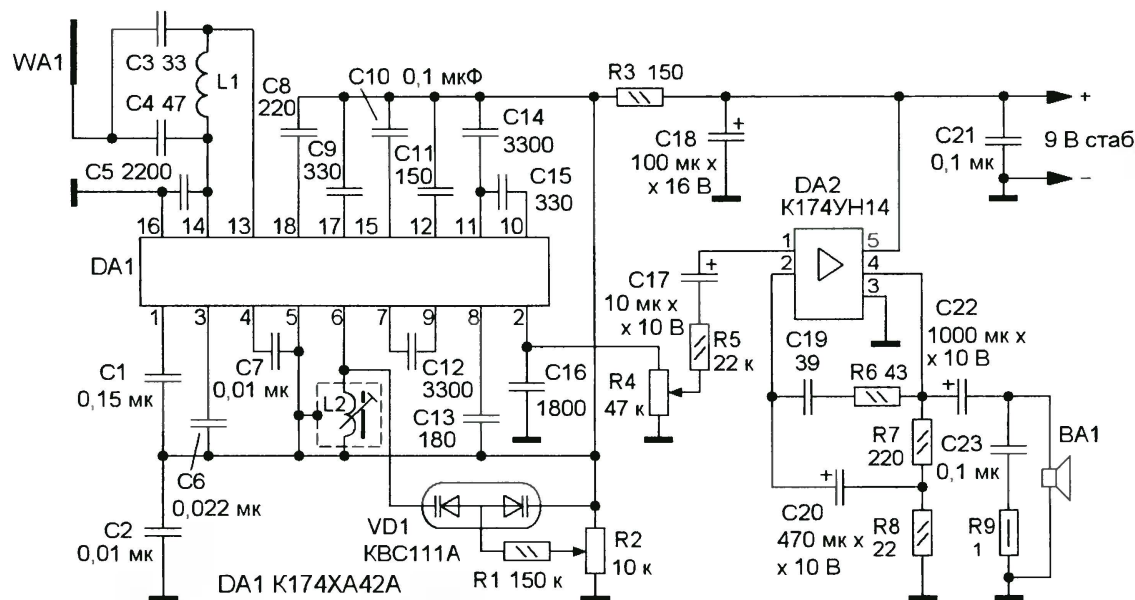 WA1
C3 33
L1
C4 47
C5 2200
C8
220
C9
330
C10 0,1 мкФ
C11
150
C14
3300
C15
330
R3 150
C18
100 мк х
х 16 В
C21
0,1 мк
+
9 В стаб
−
16 14 13 18 17 15 12 11 10
DA1
1 3 4 5 6 7 9 8 2
DA2
К174УН14
1
2
5
4
3
C17
10 мк х
х 10 В
+
R5
22 к
C1
0,15 мк
C7
0,01 мк
L2
C12
3300
C13
180
C16
1800
R4
47 к
C19
39
R6 43
C22
1000 мк х
х 10 В
+
R7
220
C23
0,1 мк
BA1
C6
0,022 мк
C2
0,01 мк
VD1
КВС111А
R1 150 к
R2
10 к
C20
470 мк х
х 10 В
+
R8
22
R9
1
DA1 К174ХА42А